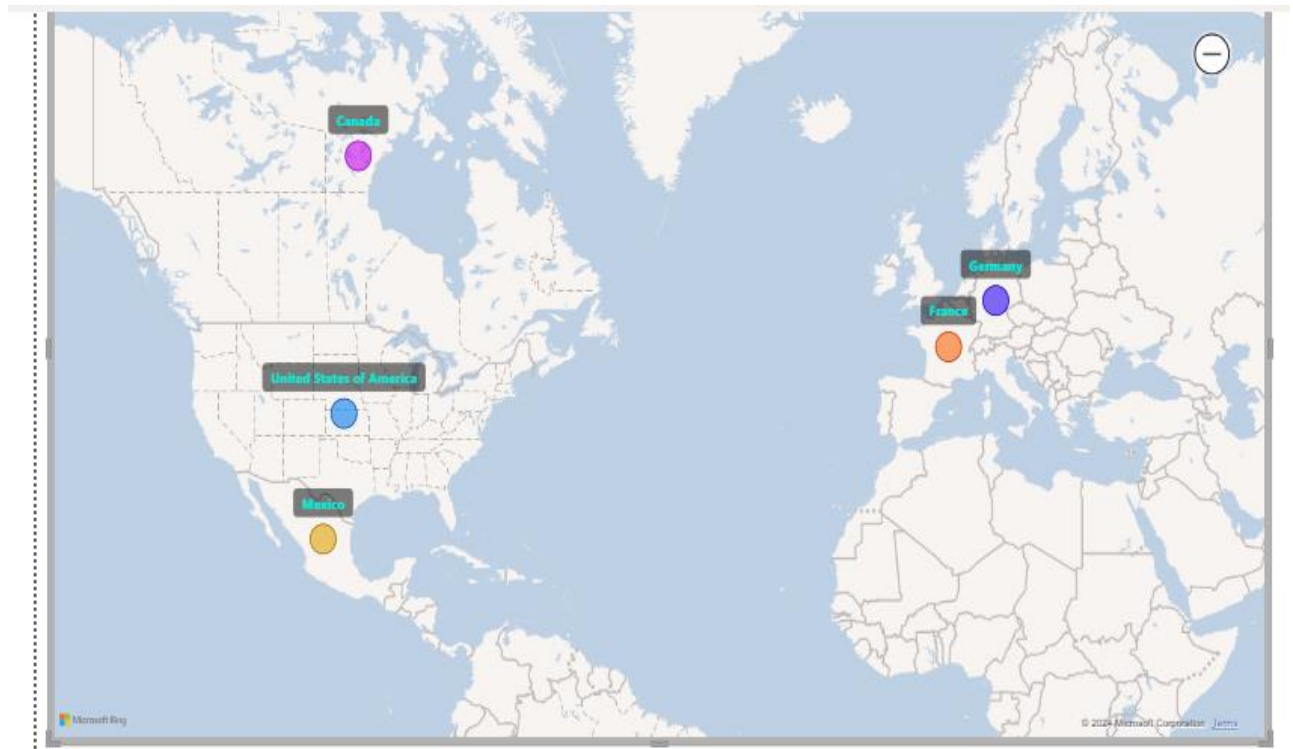 Canada
Germany
France
United States of America
Mexico
Microsoft Bing
© 2024 Microsoft Corporation Terms